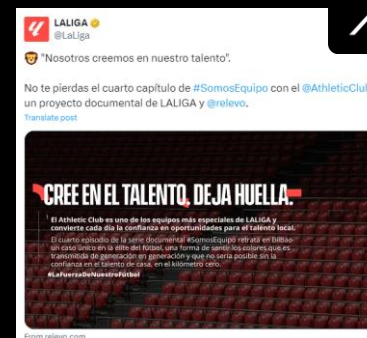 LALIGA
@LaLiga
"Nosotros creemos en nuestro talento".
No te pierdas el cuarto capítulo de #SomosEquipo con el @AthleticClub
un proyecto documental de LALIGA y @relevo.
Translate post
CREE EN EL TALENTO, DEJA HUELLA.
El Athletic Club es uno de los equipos más especiales de LALIGA y
convierte cada día la confianza en oportunidades para el talento local.
El cuarto episodio de la serie documental #SomosEquipo retrata en Bilbao
un caso único en la élite del fútbol, una forma de sentir los colores que es
transmitida de generación en generación y que no sería posible sin la
confianza en el talento de casa, en el kilómetro cero.
#LaFuerzaDeNuestroFútbol
From relevo.com